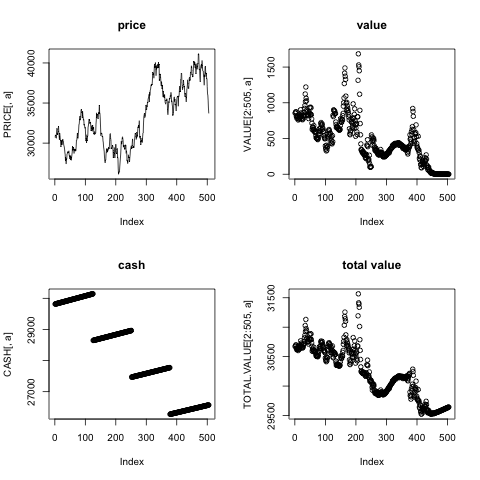 price
PRICE[, a]
30000 35000 40000
0 100 200 300 400 500
Index
value
VALUE[2:505, a]
0 500 1000 1500
0 100 200 300 400 500
Index
cash
CASH[, a]
27000 29000
0 100 200 300 400 500
Index
total value
TOTAL.VALUE[2:505, a]
29500 30500 31500
0 100 200 300 400 500
Index